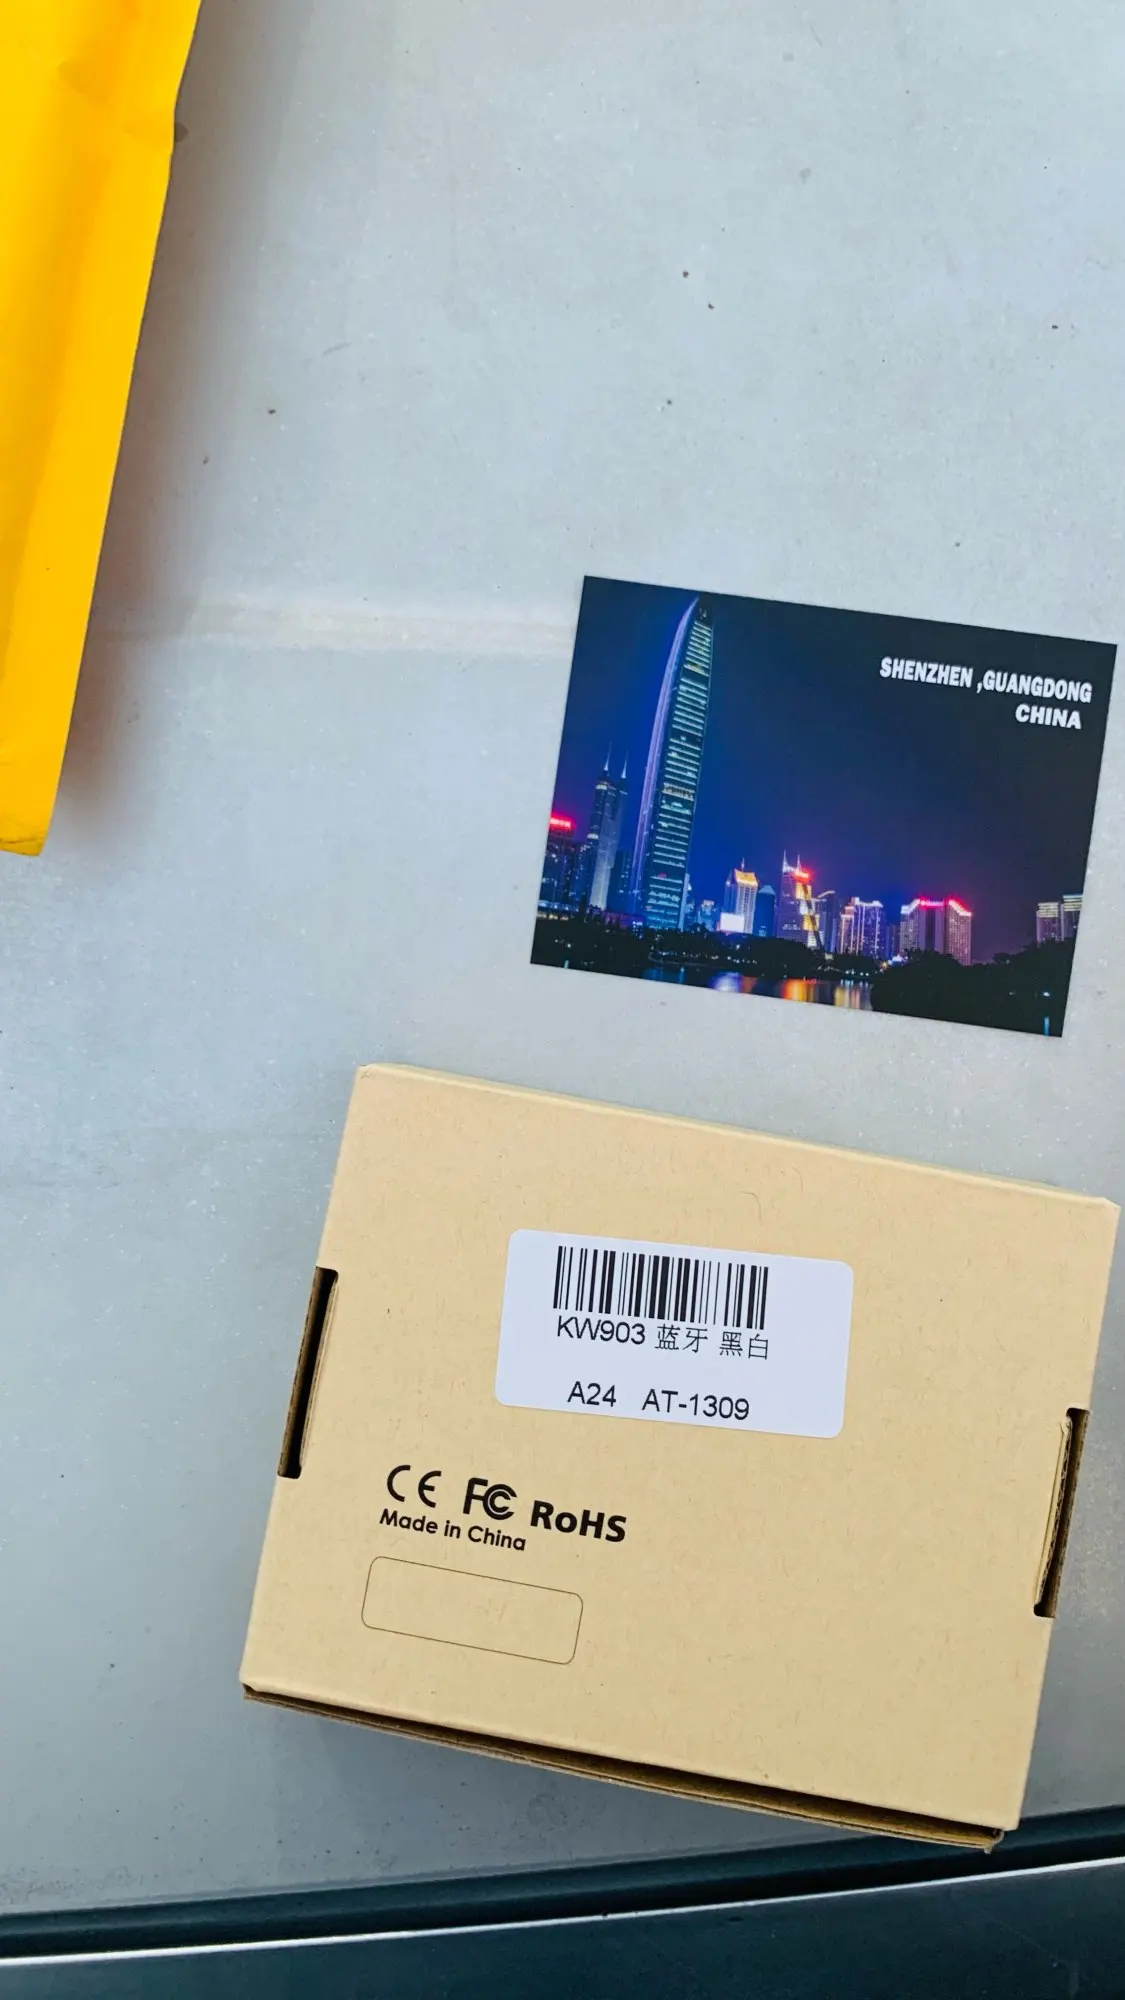 SHENZHEN ,GUANGDONG
CHINA
KW903 蓝牙 黑白
A24 AT-1309
CE FC RoHS
Made in China